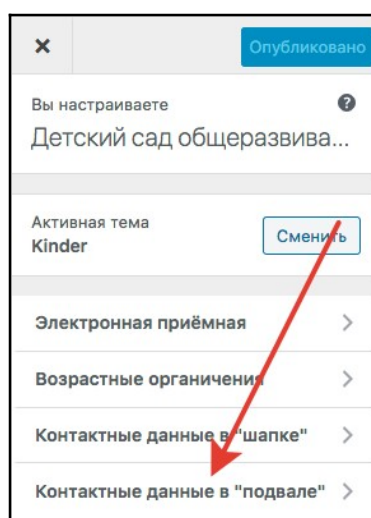 Опубликовано
Вы настраиваете
Детский сад общеразвива...
Активная тема
Kinder
Сменить
Электронная приёмная
Возрастные органичения
Контактные данные в "шапке"
Контактные данные в "подвале"